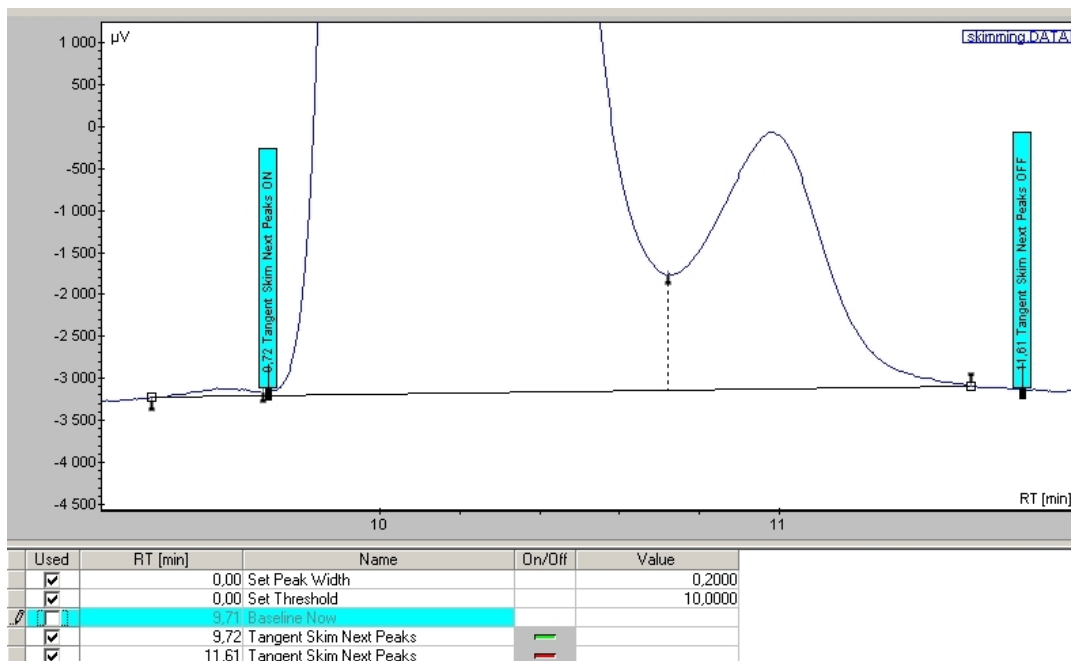 µV
skimming.DATA
1 000
500
0
-500
-1 000
-1 500
-2 000
-2 500
-3 000
-3 500
-4 000
-4 500
9,72 Tangent Skim Next Peaks ON
11,61 Tangent Skim Next Peaks OFF
RT [min]
10 11
Used RT [min] Name On/Off Value
0,00 Set Peak Width 0,2000
0,00 Set Threshold 10,0000
9,71 Baseline Now
9,72 Tangent Skim Next Peaks
11,61 Tangent Skim Next Peaks